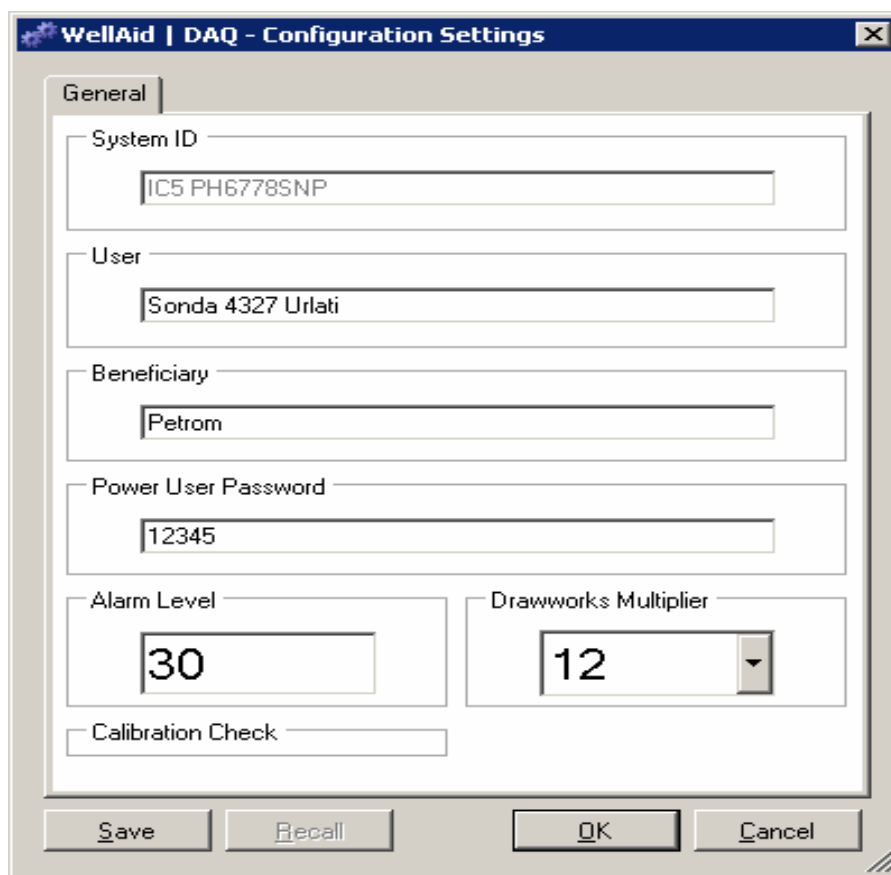 WellAid | DAQ - Configuration Settings
General
System ID
IC5 PH6778SNP
User
Sonda 4327 Urlati
Beneficiary
Petrom
Power User Password
12345
Alarm Level
30
Drawworks Multiplier
12
Calibration Check
Save
Recall
OK
Cancel